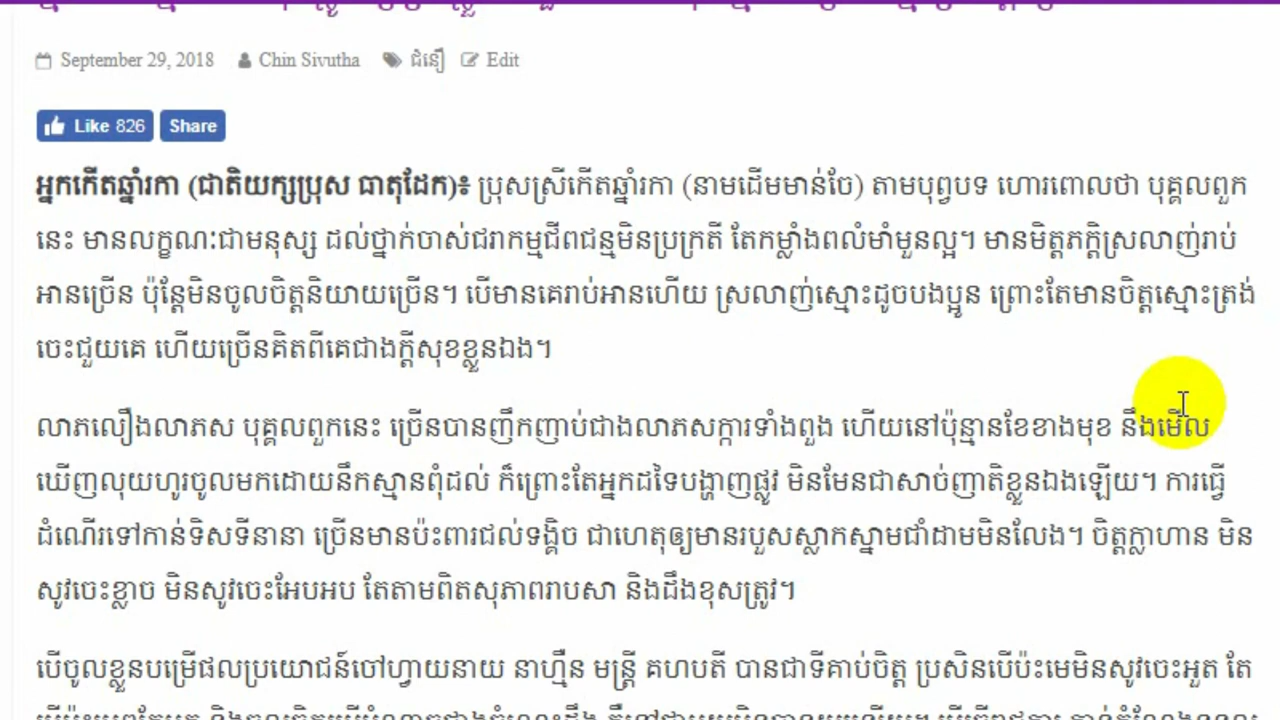 September 29, 2018 Chin Sivutha ជំនឿ Edit
Like 826 Share
អ្នកកើតឆ្នាំរកា (ជាតិយក្សប្រុស ធាតុដែក)៖ ប្រុសស្រីកើតឆ្នាំរកា (នាមដើមមាន់ចែ) តាមបុព្វបទ ហោរពោលថា បុគ្គលពួក
នេះ មានលក្ខណៈជាមនុស្ស ដល់ថ្នាក់ចាស់ជរាកម្មជីពជន្មមិនប្រក្រតី តែកម្លាំងពលំមាំមួនល្អ។ មានមិត្តភក្តិស្រលាញ់រាប់
អានច្រើន ប៉ុន្តែមិនចូលចិត្តនិយាយច្រើន។ បើមានគេរាប់អានហើយ ស្រលាញ់ស្មោះដូចបងប្អូន ព្រោះតែមានចិត្តស្មោះត្រង់
ចេះជួយគេ ហើយច្រើនគិតពីគេជាងក្តីសុខខ្លួនឯង។
លាភលឿងលាភស បុគ្គលពួកនេះ ច្រើនបានញឹកញាប់ជាងលាភសក្ការទាំងពួង ហើយនៅប៉ុន្មានខែខាងមុខ នឹងមើល
ឃើញលុយហូរចូលមកដោយនឹកស្មានពុំដល់ ក៏ព្រោះតែអ្នកដទៃបង្ហាញផ្លូវ មិនមែនជាសាច់ញាតិខ្លួនឯងឡើយ។ ការធ្វើ
ដំណើរទៅកាន់ទិសទីនានា ច្រើនមានប៉ះពារជល់ទង្គិច ជាហេតុឲ្យមានរបួសស្លាកស្នាមជាំដាមមិនលែង។ ចិត្តក្លាហាន មិន
សូវចេះខ្លាច មិនសូវចេះអែបអប តែតាមពិតសុភាពរាបសា និងដឹងខុសត្រូវ។
បើចូលខ្លួនបម្រើផលប្រយោជន៍ចៅហ្វាយនាយ នាហ្មឺន មន្ត្រី គហបតី បានជាទីគាប់ចិត្ត ប្រសិនបើប៉ះមេមិនសូវចេះអួត តែ